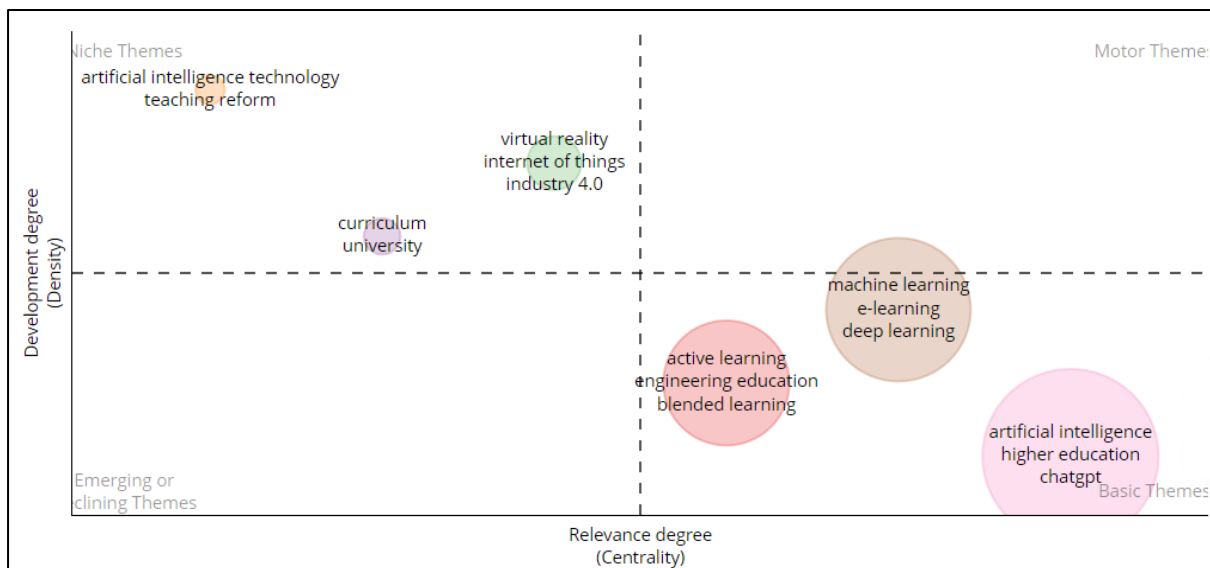 Niche Themes
Motor Themes
artificial intelligence technology
teaching reform
virtual reality
internet of things
industry 4.0
curriculum
university
Development degree
(Density)
machine learning
e-learning
deep learning
active learning
engineering education
blended learning
artificial intelligence
higher education
chatgpt
Emerging or
clining Themes
Basic Themes
Relevance degree
(Centrality)